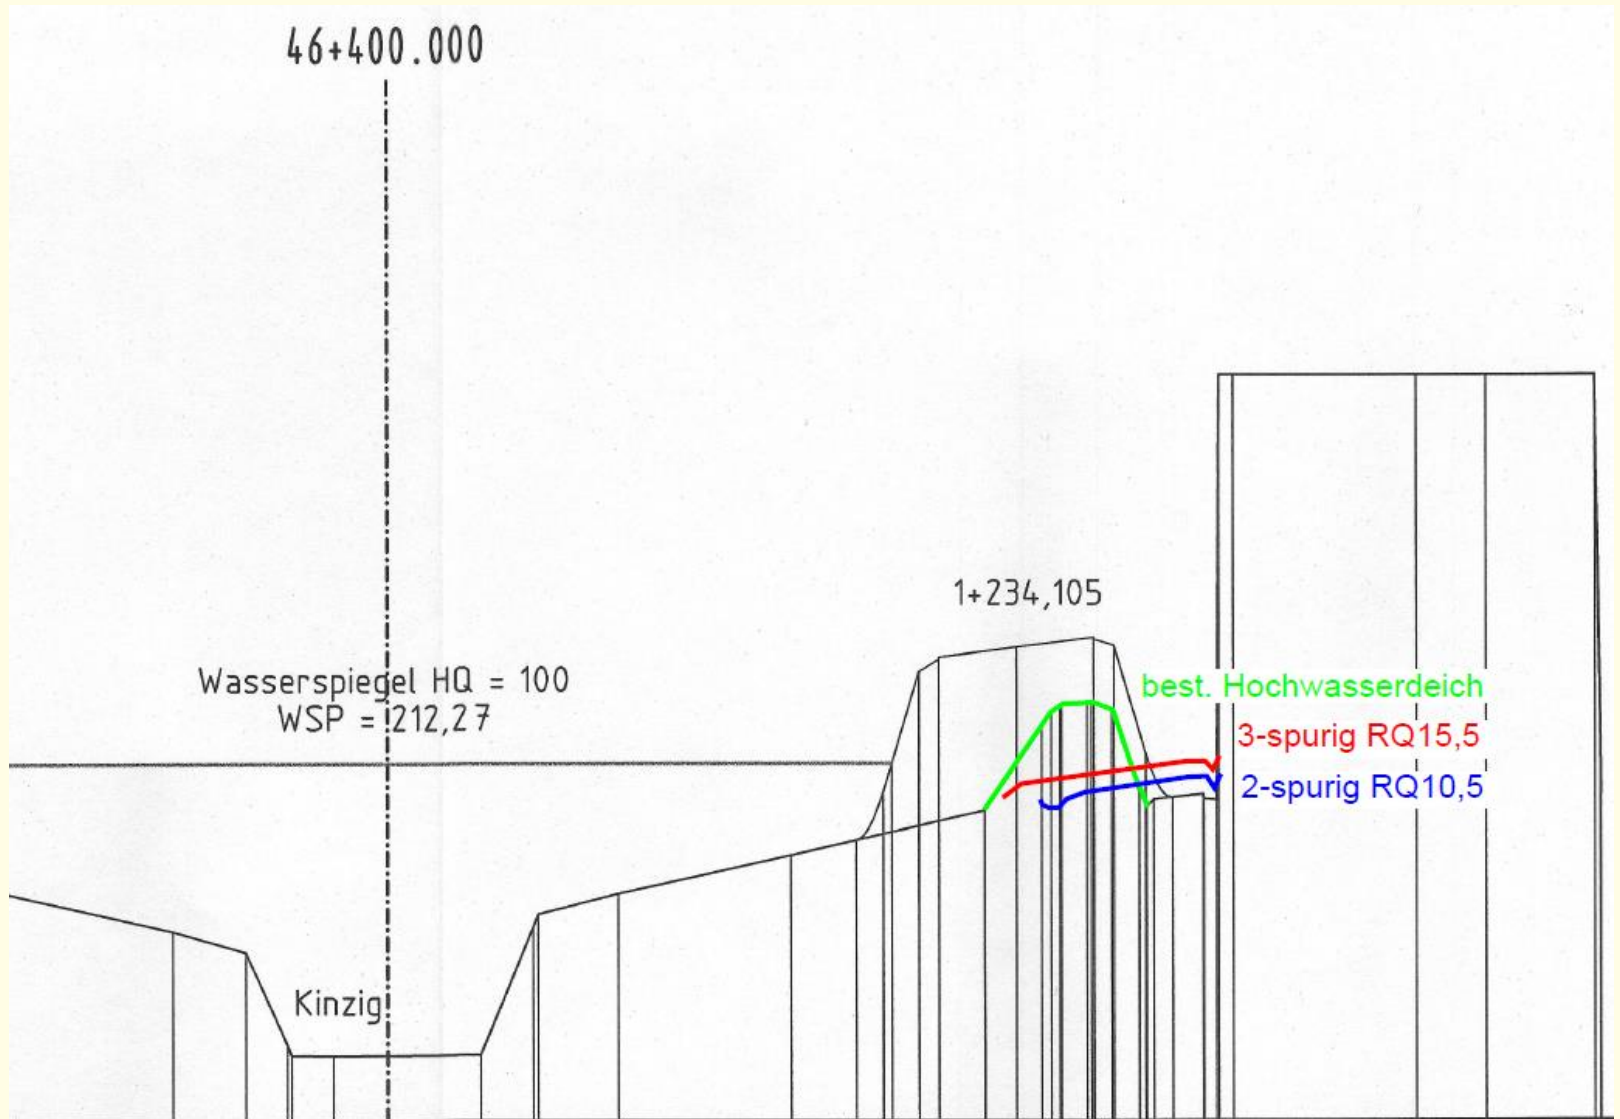 46+400.000
1+234,105
Wasserspiegel HQ = 100
WSP = 212,27
best. Hochwasserdeich
3-spurig RQ15,5
2-spurig RQ10,5
Kinzig